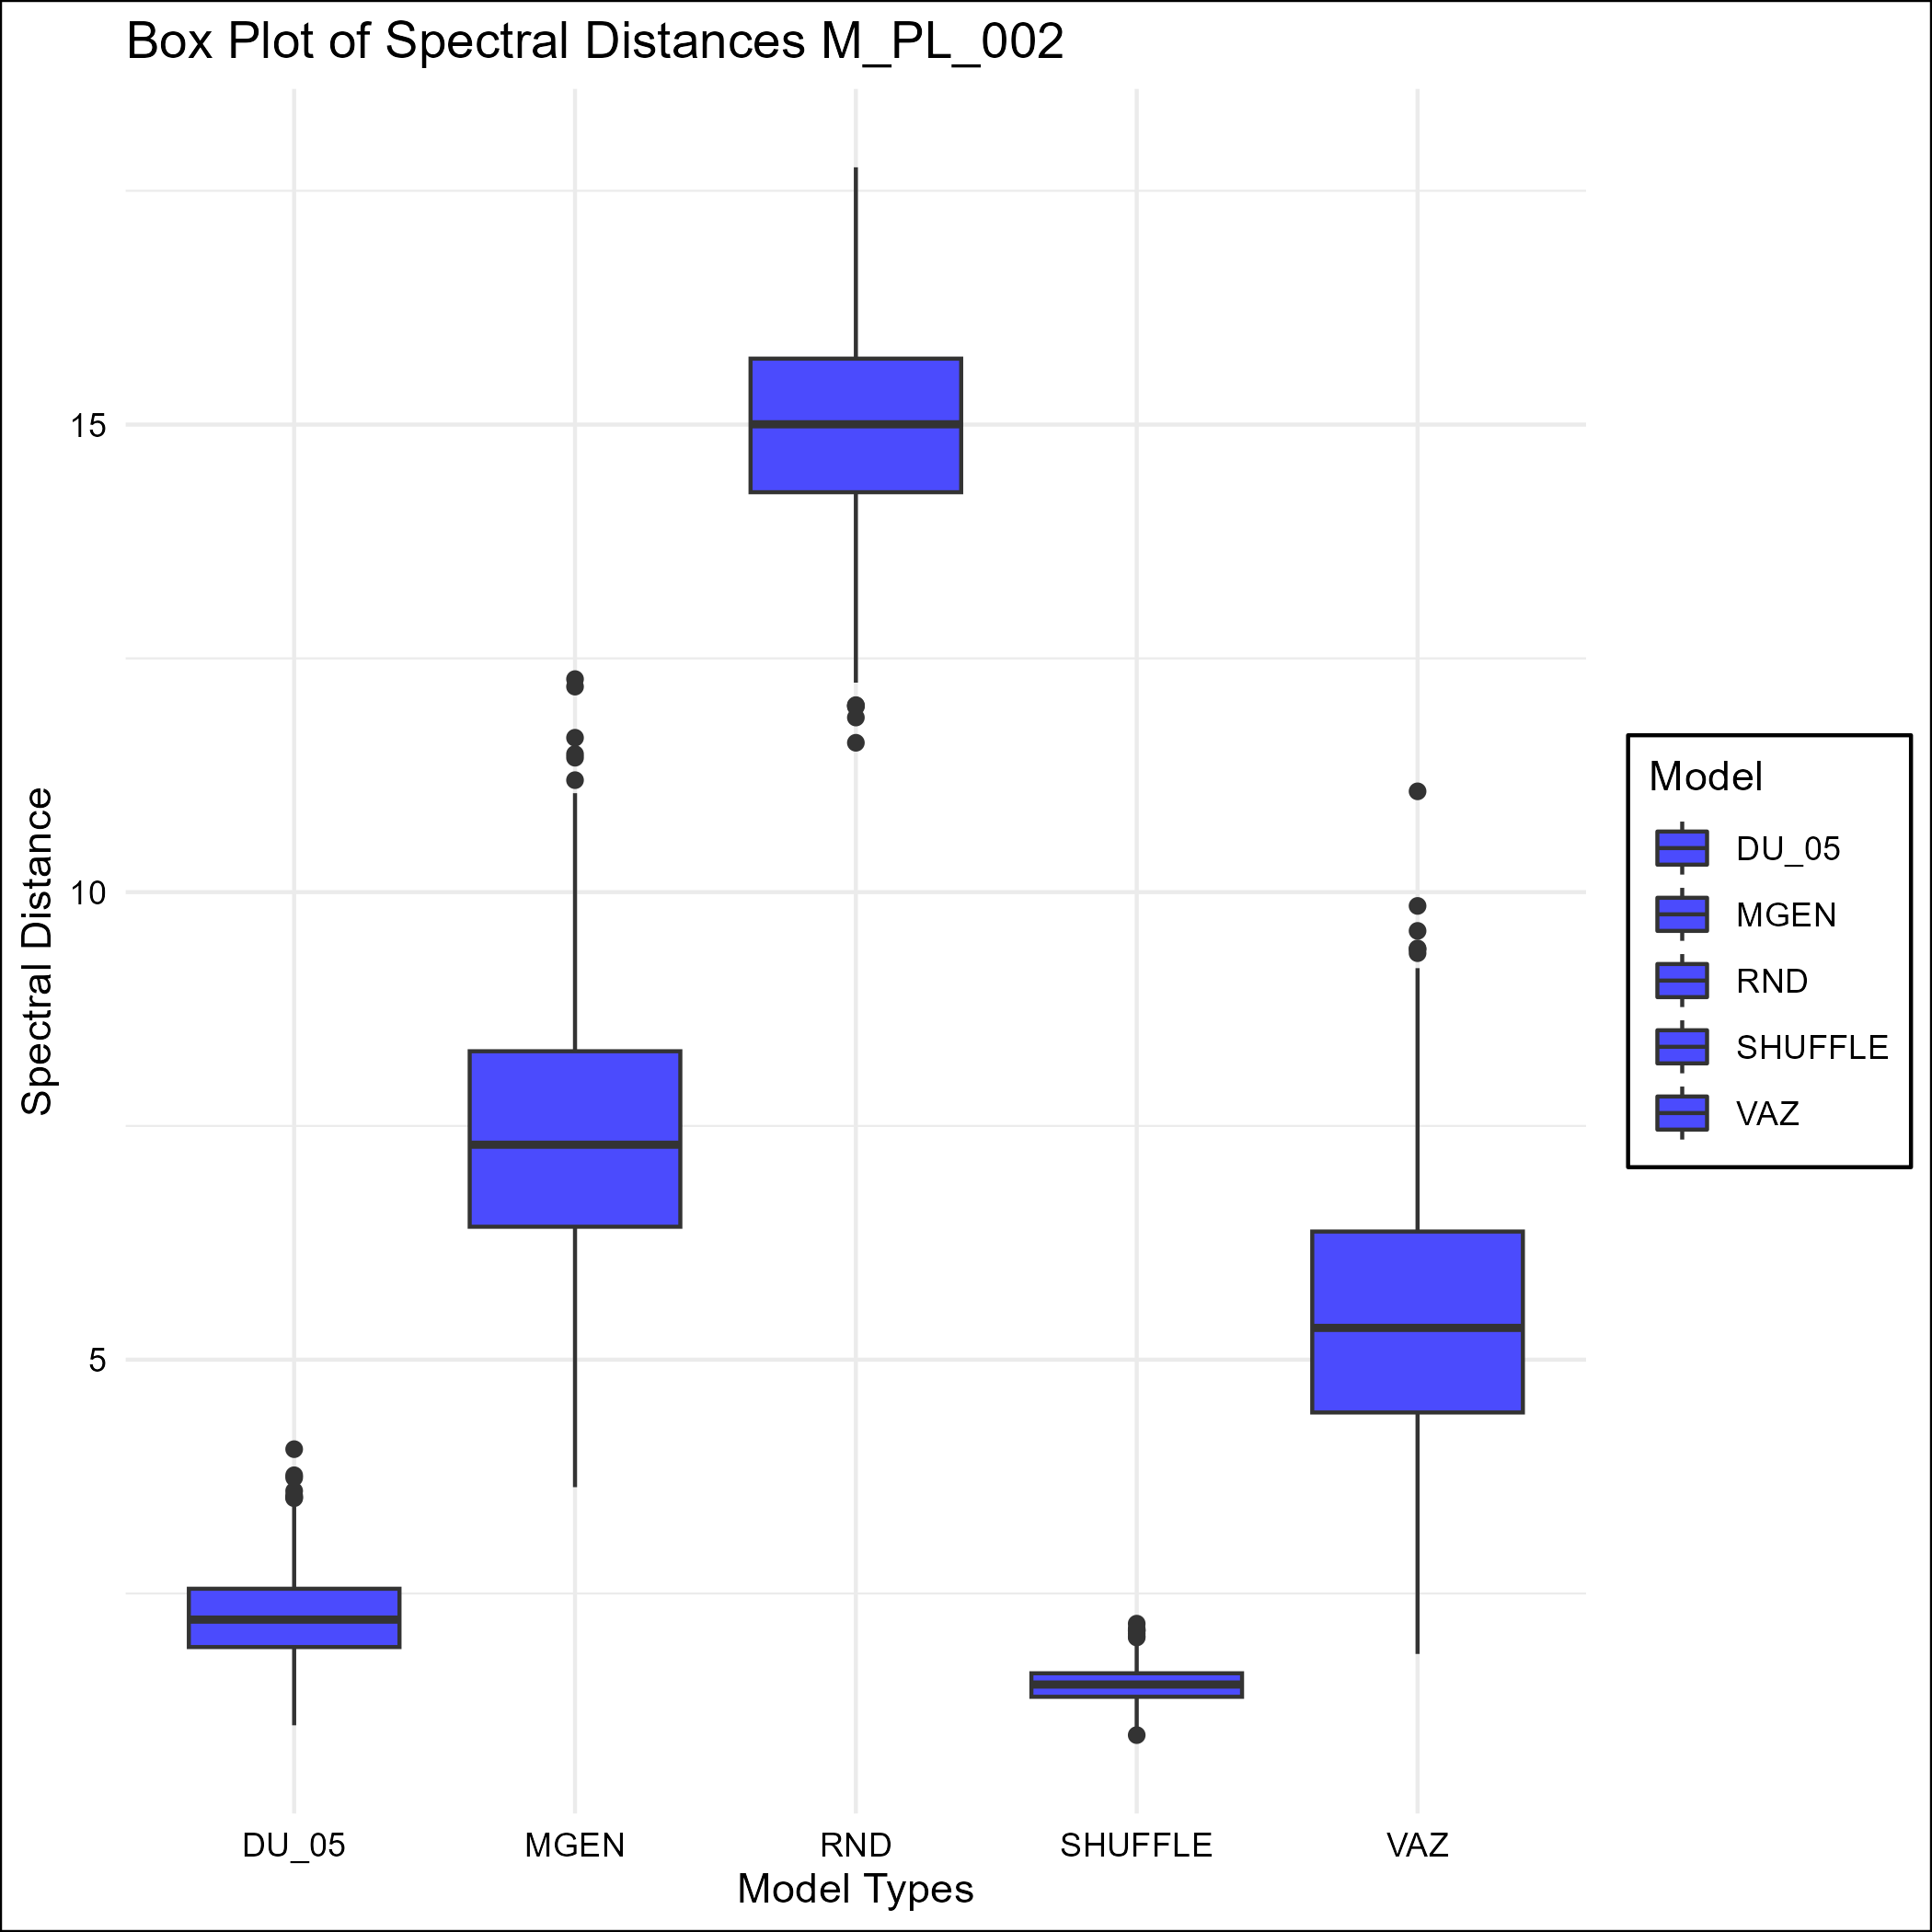 Box Plot of Spectral Distances M_PL_002
Spectral Distance
15
10
5
DU_05
MGEN
RND
SHUFFLE
VAZ
Model Types
Model
DU_05
MGEN
RND
SHUFFLE
VAZ